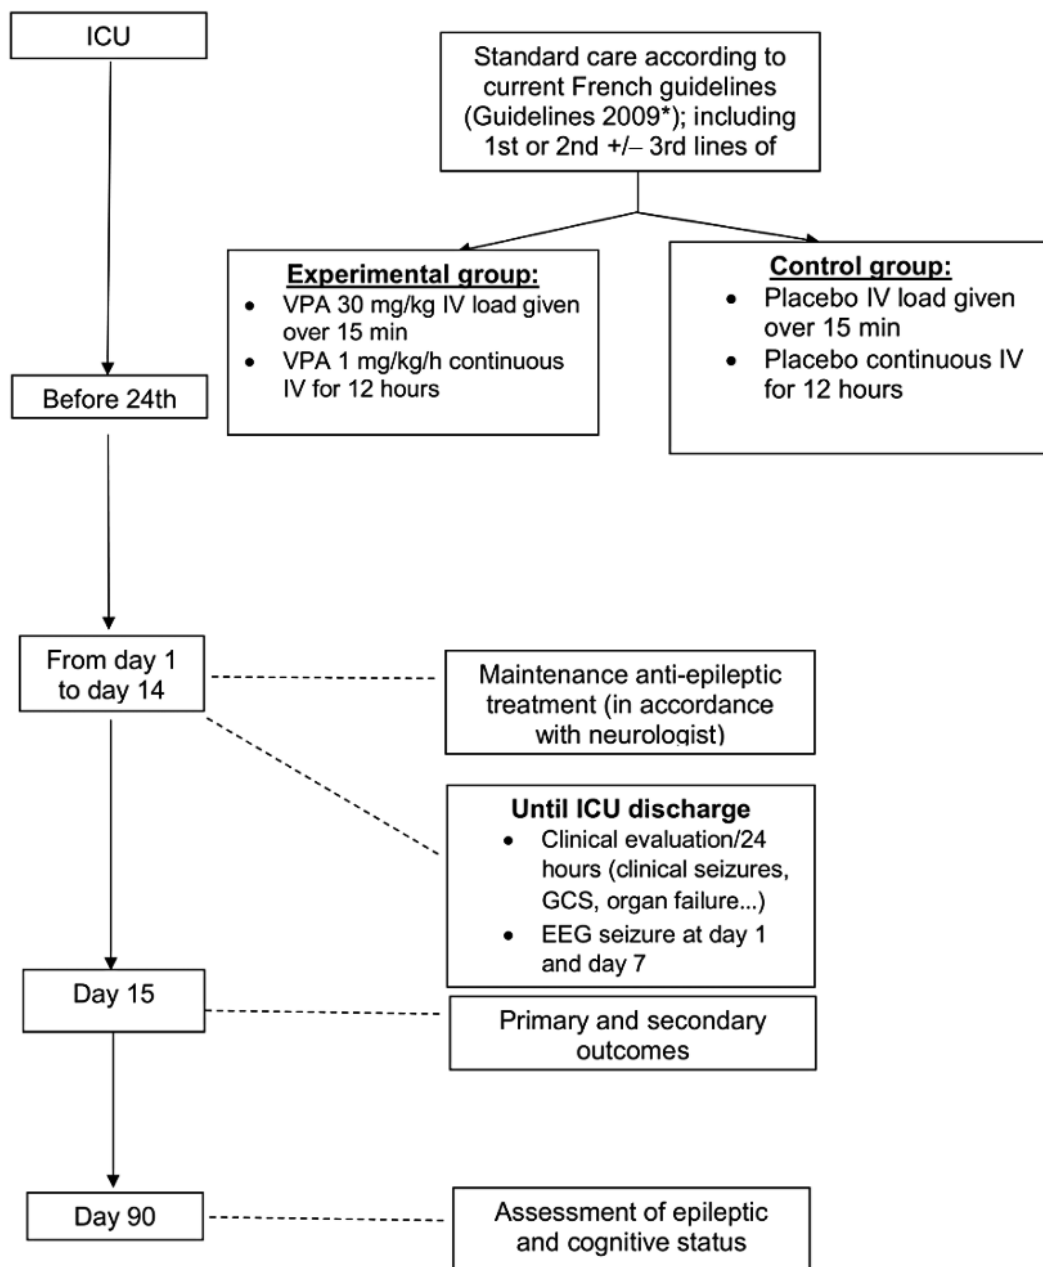 ICU
Standard care according to
current French guidelines
(Guidelines 2009*); including
1st or 2nd +/– 3rd lines of
Experimental group:
• VPA 30 mg/kg IV load given
over 15 min
• VPA 1 mg/kg/h continuous
IV for 12 hours
Control group:
• Placebo IV load given
over 15 min
• Placebo continuous IV
for 12 hours
Before 24th
From day 1
to day 14
Maintenance anti-epileptic
treatment (in accordance
with neurologist)
Until ICU discharge
• Clinical evaluation/24
hours (clinical seizures,
GCS, organ failure...)
• EEG seizure at day 1
and day 7
Day 15
Primary and secondary
outcomes
Day 90
Assessment of epileptic
and cognitive status